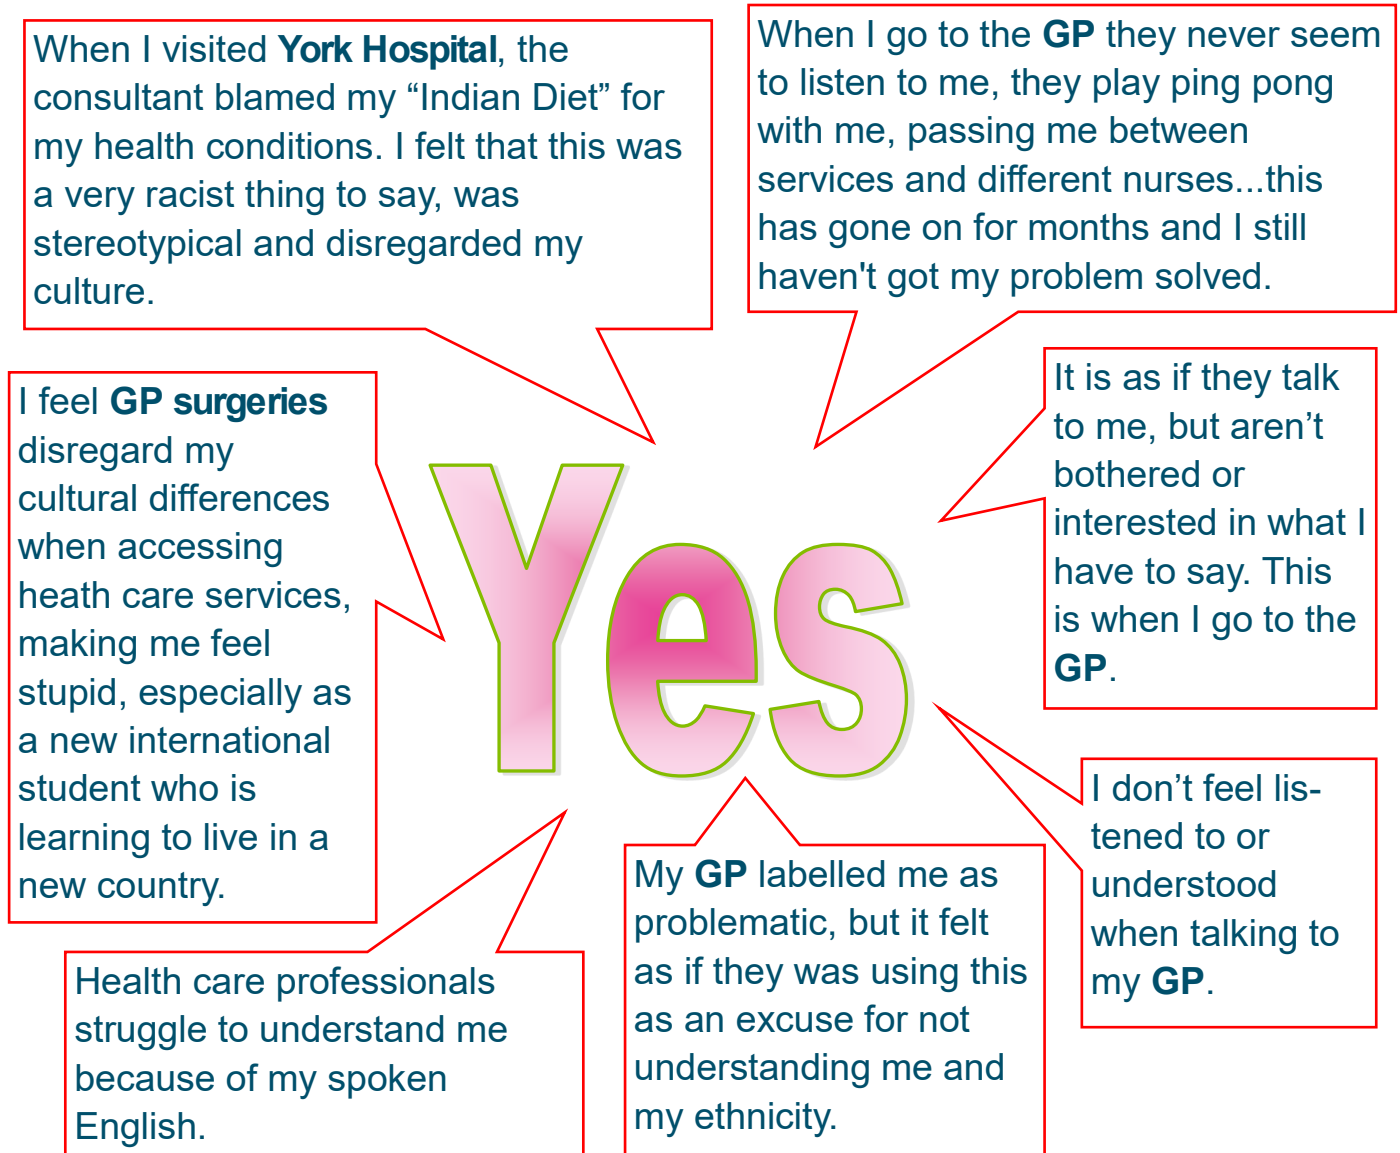 When I visited York Hospital, the
consultant blamed my “Indian Diet” for
my health conditions. I felt that this was
a very racist thing to say, was
stereotypical and disregarded my
culture.
When I go to the GP they never seem
to listen to me, they play ping pong
with me, passing me between
services and different nurses...this
has gone on for months and I still
haven't got my problem solved.
I feel GP surgeries
disregard my
cultural differences
when accessing
heath care services,
making me feel
stupid, especially as
a new international
student who is
learning to live in a
new country.
Yes
It is as if they talk
to me, but aren’t
bothered or
interested in what I
have to say. This
is when I go to the
GP.
I don’t feel lis-
tened to or
understood
when talking to
my GP.
Health care professionals
struggle to understand me
because of my spoken
English.
My GP labelled me as
problematic, but it felt
as if they was using this
as an excuse for not
understanding me and
my ethnicity.